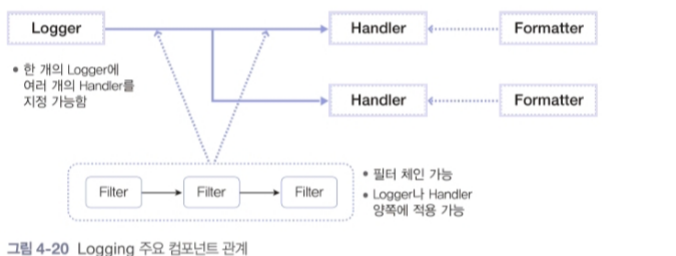 Logger
Handler
Formatter
• 한 개의 Logger에
여러 개의 Handler를
지정 가능함
Handler
Formatter
Filter
Filter
Filter
• 필터 체인 가능
• Logger나 Handler
양쪽에 적용 가능
그림 4-20 Logging 주요 컴포넌트 관계